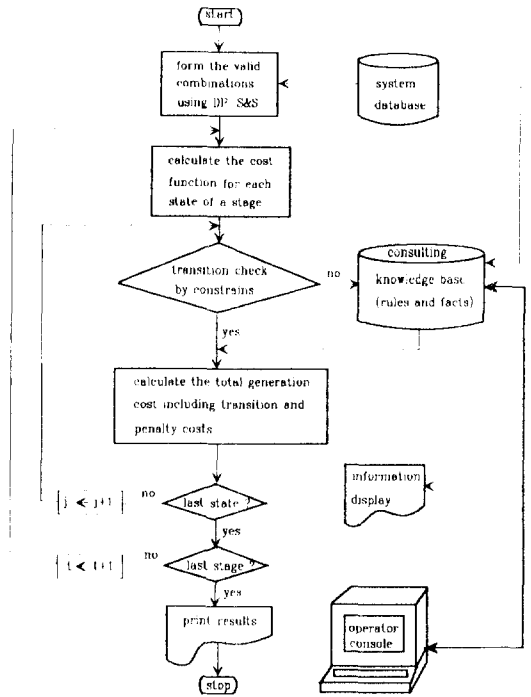 start
form the valid
combinations
using DP S&S
system
database
calculate the cost
function for each
state of a stage
transition check
by constrains
no
consulting
knowledge base
(rules and facts)
yes
calculate the total generation
cost including transition and
penalty costs
information
display
j < j+1
no
last state ?
yes
no
last stage ?
yes
print results
operator
console
stop